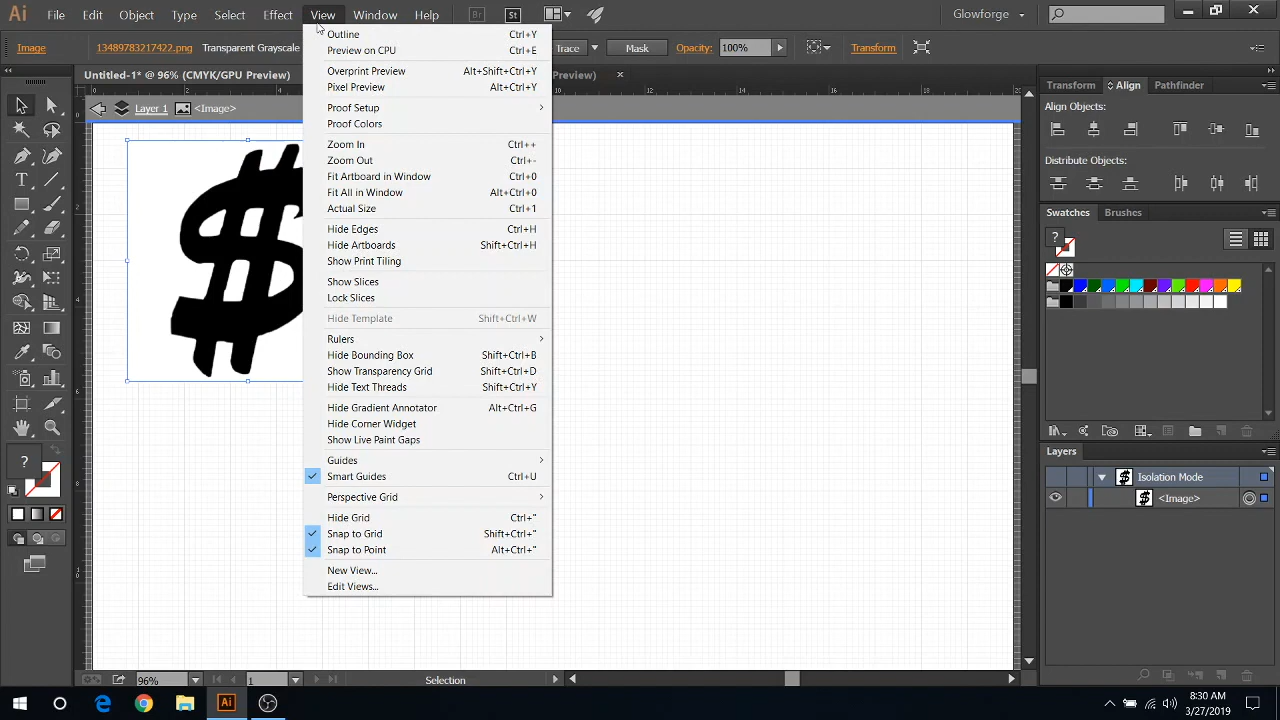 Ai File Edit Object Type Select Effect View Window Help Br St Glowforge
Image 13489783217422.png Transparent Grayscale Trace Mask Opacity: 100% Transform
Untitled-1* @ 96% (CMYK/GPU Preview) Preview)
Layer 1 <Image>
Outline Ctrl+Y
Preview on CPU Ctrl+E
Overprint Preview Alt+Shift+Ctrl+Y
Pixel Preview Alt+Ctrl+Y
Proof Setup
Proof Colors
Zoom In Ctrl++
Zoom Out Ctrl+-
Fit Artboard in Window Ctrl+0
Fit All in Window Alt+Ctrl+0
Actual Size Ctrl+1
Hide Edges Ctrl+H
Hide Artboards Shift+Ctrl+H
Show Print Tiling
Show Slices
Lock Slices
Hide Template Shift+Ctrl+W
Rulers
Hide Bounding Box Shift+Ctrl+B
Show Transparency Grid Shift+Ctrl+D
Hide Text Threads Shift+Ctrl+Y
Hide Gradient Annotator Alt+Ctrl+G
Hide Corner Widget
Show Live Paint Gaps
Guides
Smart Guides Ctrl+U
Perspective Grid
Hide Grid Ctrl+"
Snap to Grid Shift+Ctrl+"
Snap to Point Alt+Ctrl+"
New View...
Edit Views...
$
Transform Align Pathfinder
Align Objects:
Distribute Objects:
Swatches Brushes
Layers
Isolation Mode
<Image>
96% 1 Selection
8:30 AM
3/27/2019